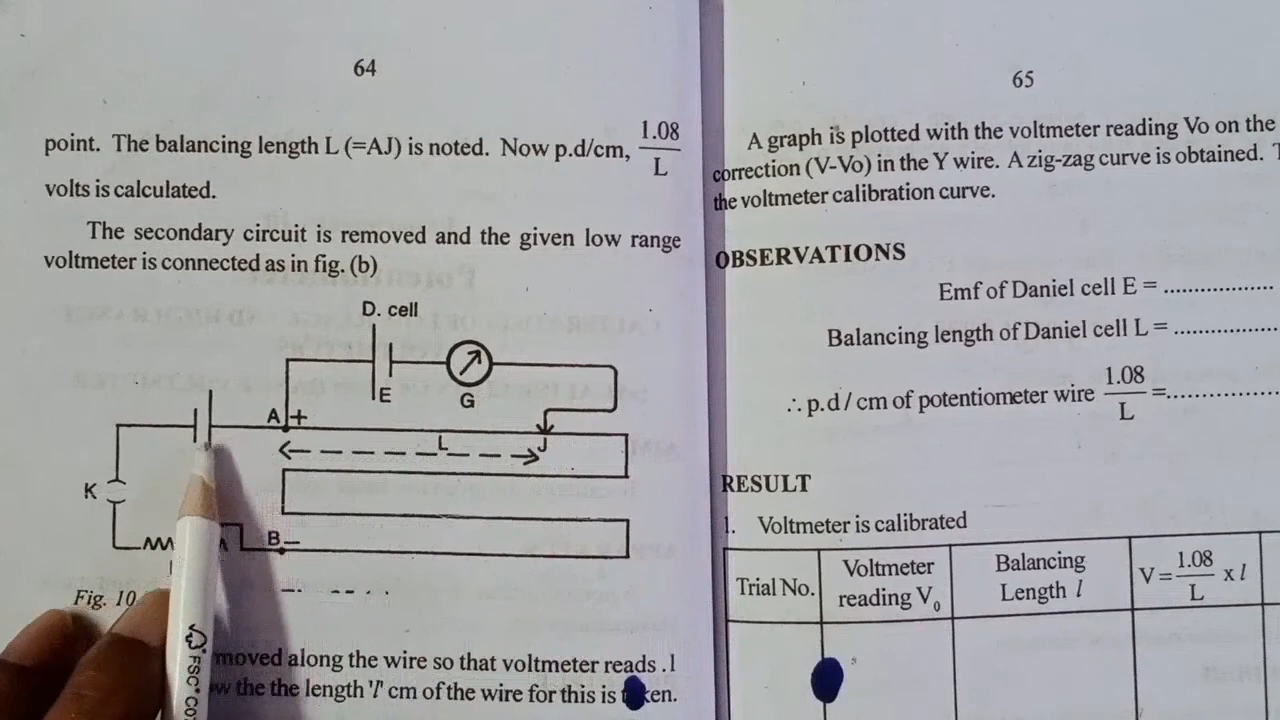 64
point. The balancing length L (=AJ) is noted. Now p.d/cm, 1.08/L
volts is calculated.
The secondary circuit is removed and the given low range
voltmeter is connected as in fig. (b)
D. cell
E
G
A +
L
J
K
B –
Fig. 10
moved along the wire so that voltmeter reads .1
the the length 'l' cm of the wire for this is
FSC
65
A graph is plotted with the voltmeter reading Vo on the
correction (V-Vo) in the Y wire. A zig-zag curve is obtained.
the voltmeter calibration curve.
OBSERVATIONS
Emf of Daniel cell E = .................
Balancing length of Daniel cell L = ...............
∴ p.d / cm of potentiometer wire 1.08/L =................
RESULT
1. Voltmeter is calibrated
Trial No.
Voltmeter
reading V₀
Balancing
Length l
V = 1.08/L x l